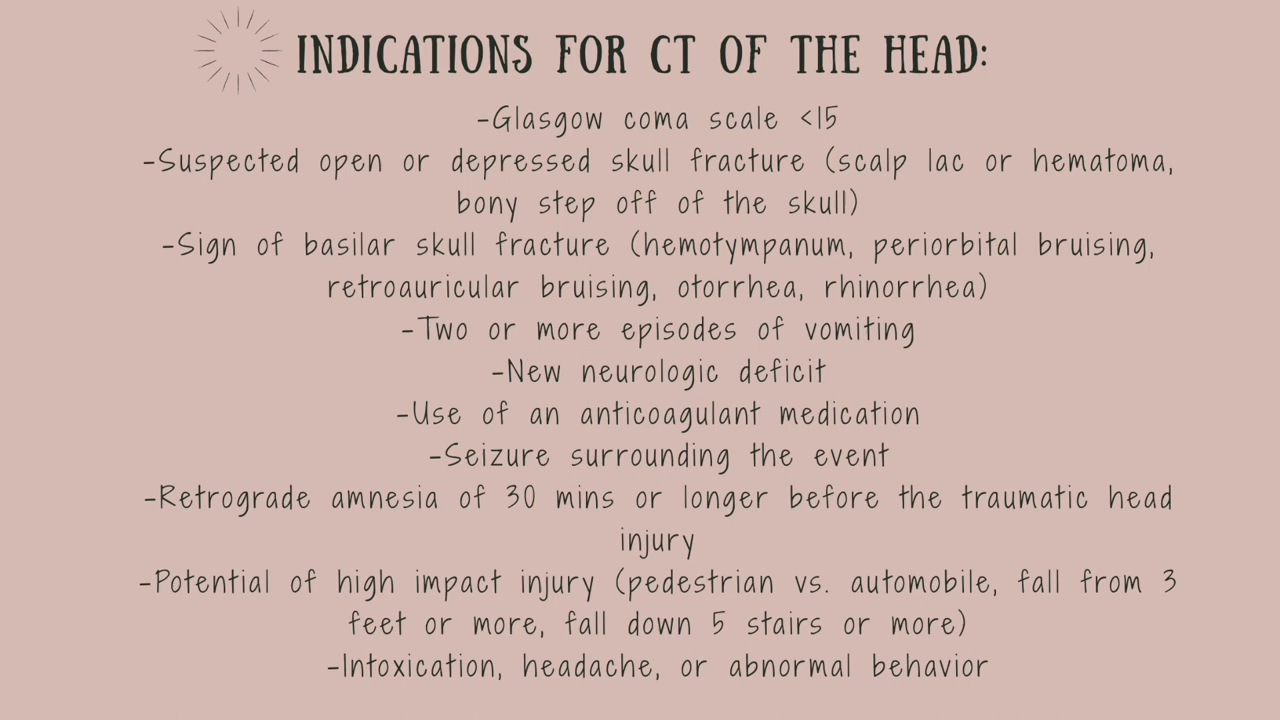 INDICATIONS FOR CT OF THE HEAD:
-Glasgow coma scale <15
-Suspected open or depressed skull fracture (scalp lac or hematoma,
bony step off of the skull)
-Sign of basilar skull fracture (hemotympanum, periorbital bruising,
retroauricular bruising, otorrhea, rhinorrhea)
-Two or more episodes of vomiting
-New neurologic deficit
-Use of an anticoagulant medication
-Seizure surrounding the event
-Retrograde amnesia of 30 mins or longer before the traumatic head
injury
-Potential of high impact injury (pedestrian vs. automobile, fall from 3
feet or more, fall down 5 stairs or more)
-Intoxication, headache, or abnormal behavior